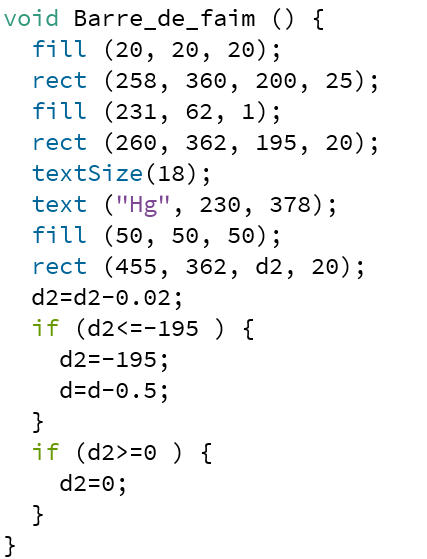 void Barre_de_faim () {
  fill (20, 20, 20);
  rect (258, 360, 200, 25);
  fill (231, 62, 1);
  rect (260, 362, 195, 20);
  textSize(18);
  text ("Hg", 230, 378);
  fill (50, 50, 50);
  rect (455, 362, d2, 20);
  d2=d2-0.02;
  if (d2<=-195 ) {
    d2=-195;
    d=d-0.5;
  }
  if (d2>=0 ) {
    d2=0;
  }
}